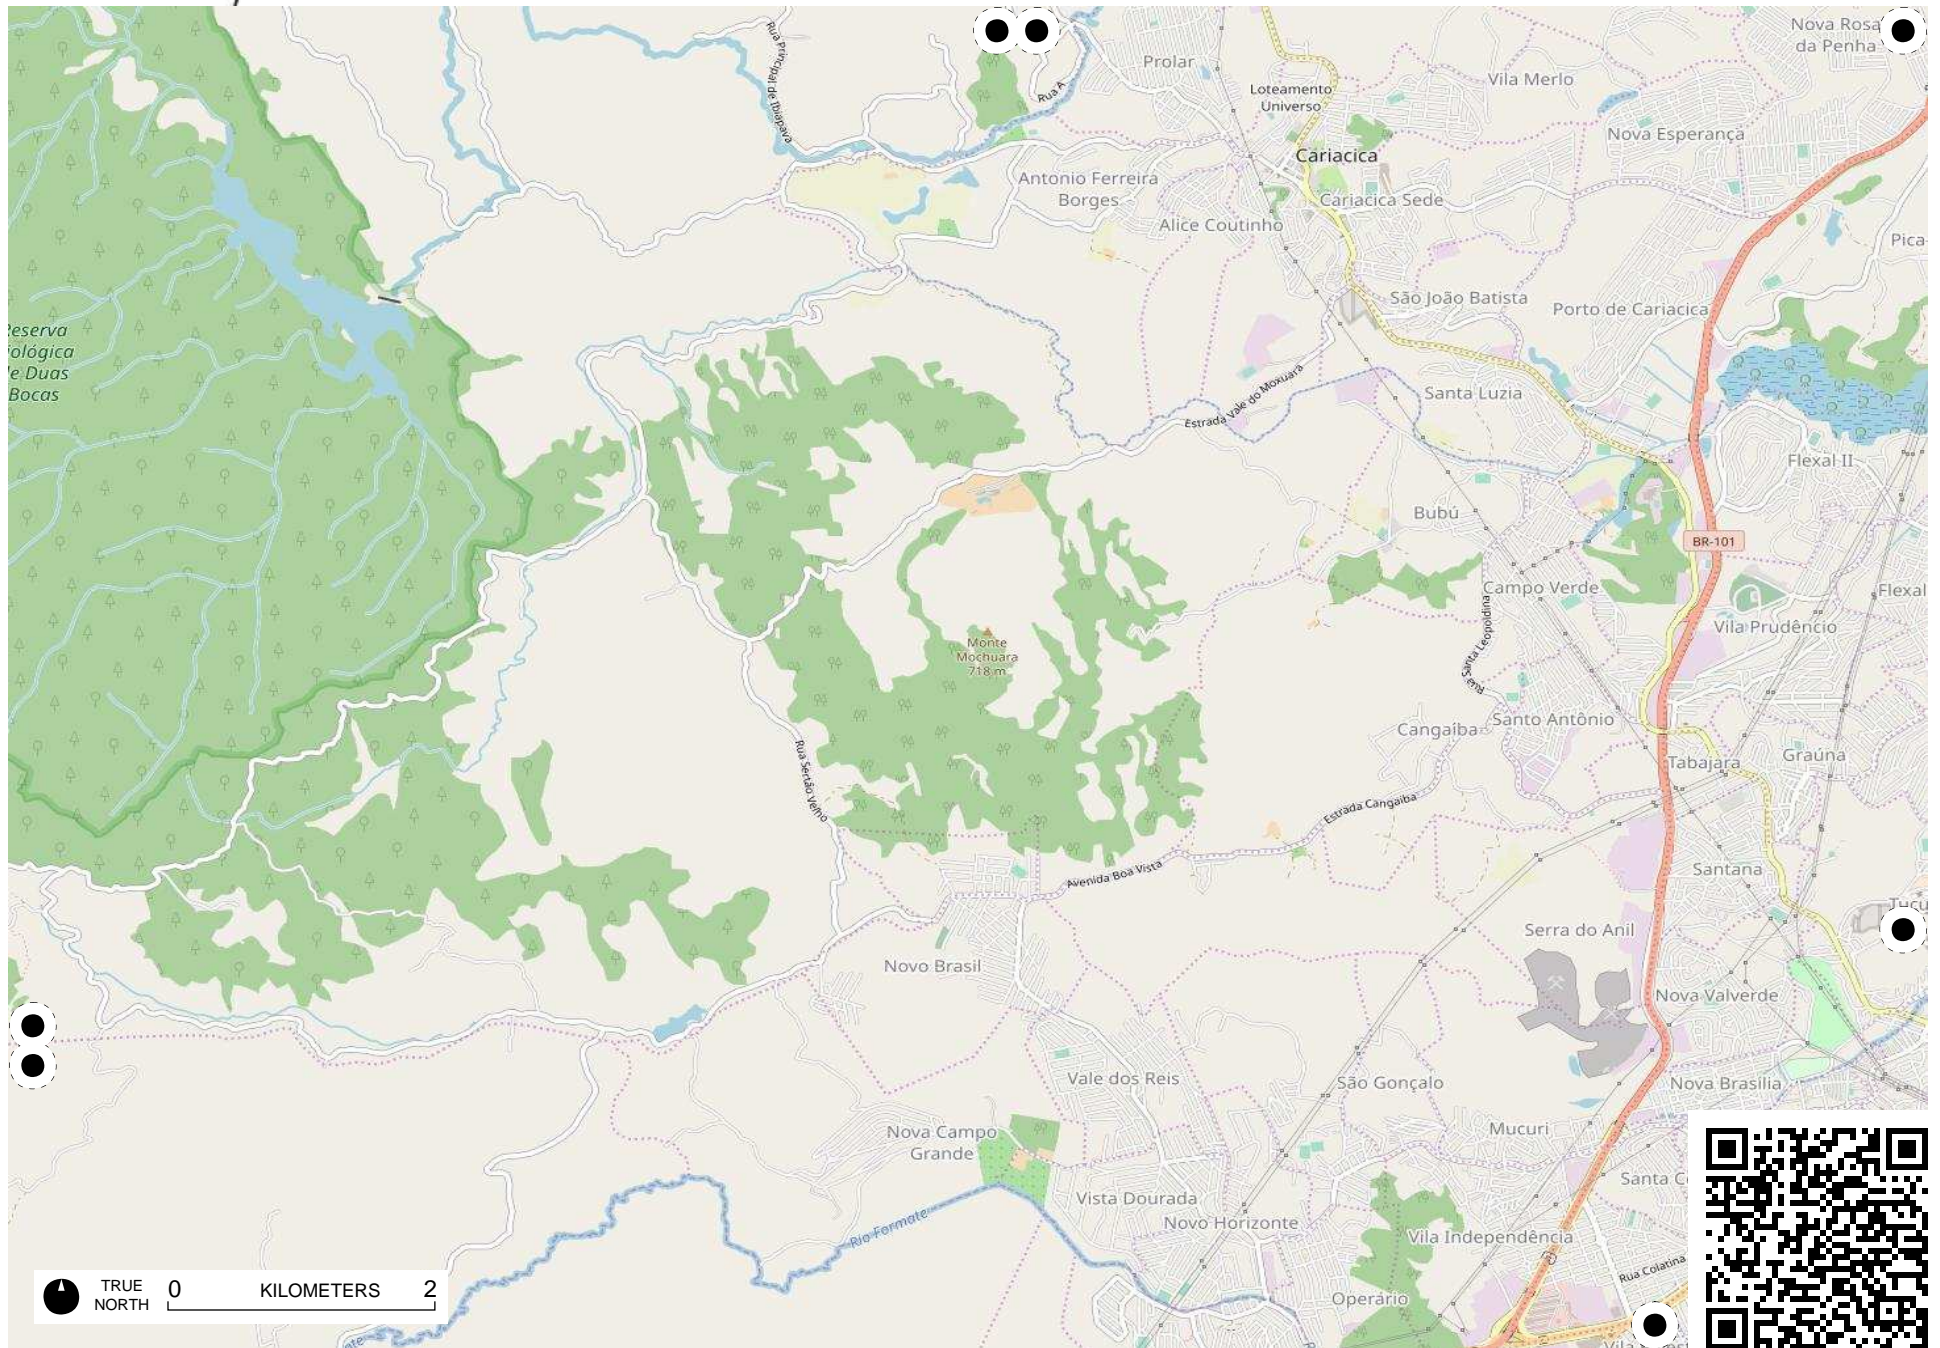 Nova Rosa
da Penha
Prolar
Vila Merlo
Rua Principal de Ibiapava
Rua A
Loteamento
Universo
Nova Esperança
Cariacica
Antonio Ferreira
Borges
Cariacica Sede
Alice Coutinho
Pica-
São João Batista
Porto de Cariacica
Reserva
Biológica
de Duas
Bocas
Estrada Vale do Moxuara
Santa Luzia
Flexal II
Bubú
BR-101
Campo Verde
Flexal
Rua Santa Leopoldina
Vila Prudêncio
Monte
Mochuara
718 m
Santo Antônio
Cangaíba
Rua Sertão Velho
Tabajara
Graúna
Estrada Cangaíba
Avenida Boa Vista
Santana
Tucu
Serra do Anil
Novo Brasil
Nova Valverde
Vale dos Reis
São Gonçalo
Nova Brasília
Nova Campo
Grande
Mucuri
Santa C
Vista Dourada
Novo Horizonte
Rio Formate
Vila Independência
Rua Colatina
Operário
TRUE
NORTH
0 KILOMETERS 2